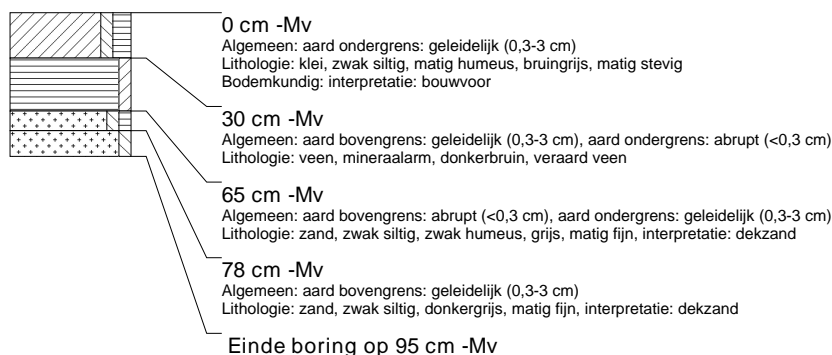 0 cm -Mv
Algemeen: aard ondergrens: geleidelijk (0,3-3 cm)
Lithologie: klei, zwak siltig, matig humeus, bruingrijs, matig stevig
Bodemkundig: interpretatie: bouwvoor
30 cm -Mv
Algemeen: aard bovengrens: geleidelijk (0,3-3 cm), aard ondergrens: abrupt (<0,3 cm)
Lithologie: veen, mineraalarm, donkerbruin, veraard veen
65 cm -Mv
Algemeen: aard bovengrens: abrupt (<0,3 cm), aard ondergrens: geleidelijk (0,3-3 cm)
Lithologie: zand, zwak siltig, zwak humeus, grijs, matig fijn, interpretatie: dekzand
78 cm -Mv
Algemeen: aard bovengrens: geleidelijk (0,3-3 cm)
Lithologie: zand, zwak siltig, donkergrijs, matig fijn, interpretatie: dekzand
Einde boring op 95 cm -Mv